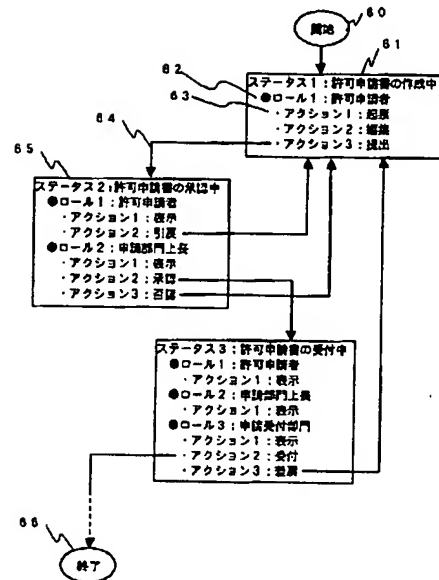 60
開始
61
62
63
ステータス1：許可申請書の作成中
●ロール1：許可申請者
・アクション1：起票
・アクション2：編集
・アクション3：提出
64
65
ステータス2：許可申請書の承認中
●ロール1：許可申請者
・アクション1：表示
・アクション2：引戻
●ロール2：申請部門上長
・アクション1：表示
・アクション2：承認
・アクション3：否認
ステータス3：許可申請書の受付中
●ロール1：許可申請者
・アクション1：表示
●ロール2：申請部門上長
・アクション1：表示
●ロール3：申請受付部門
・アクション1：表示
・アクション2：受付
・アクション3：差戻
66
終了